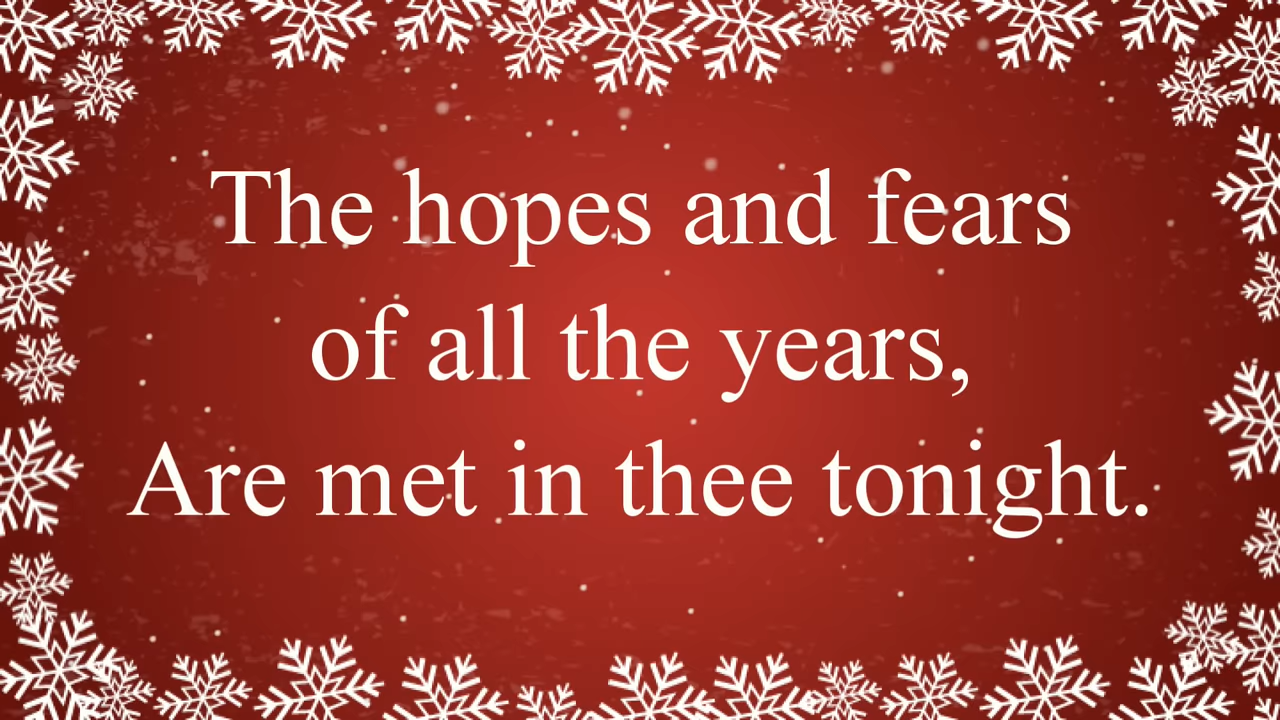 The hopes and fears
of all the years,
Are met in thee tonight.